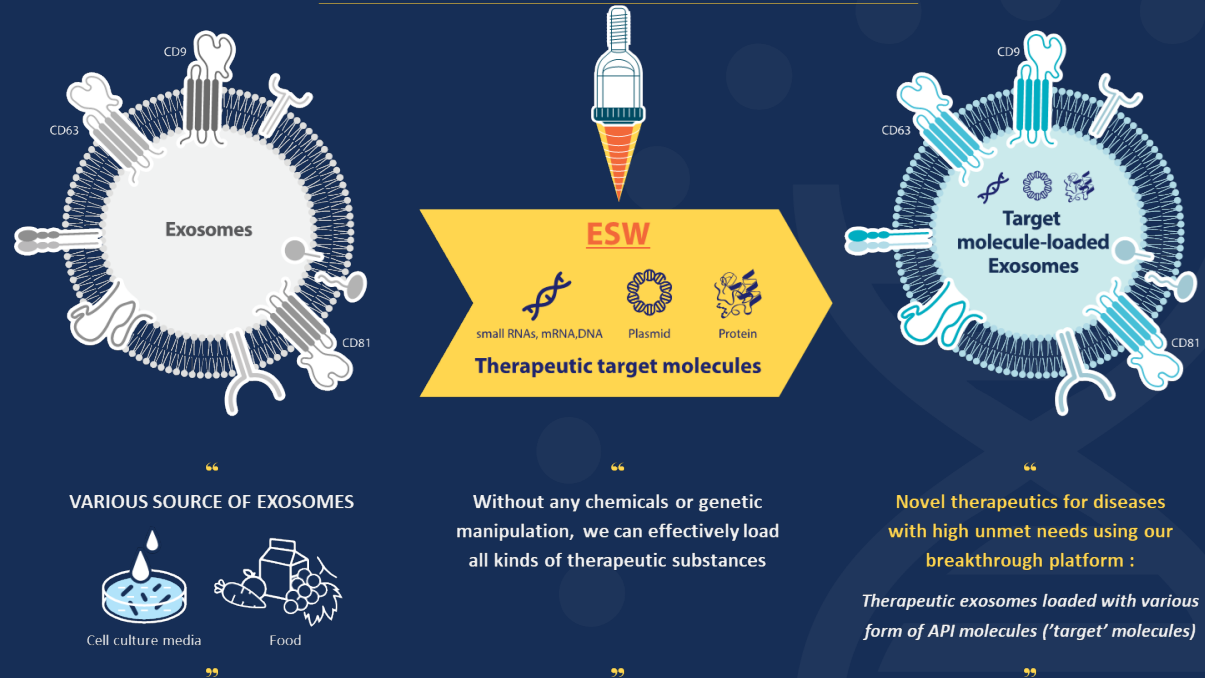 CD9
CD63
Exosomes
CD81
ESW
small RNAs, mRNA,DNA
Plasmid
Protein
Therapeutic target molecules
CD9
CD63
Target
molecule-loaded
Exosomes
CD81
“
VARIOUS SOURCE OF EXOSOMES
Cell culture media
Food
”
“
Without any chemicals or genetic
manipulation, we can effectively load
all kinds of therapeutic substances
”
“
Novel therapeutics for diseases
with high unmet needs using our
breakthrough platform :
Therapeutic exosomes loaded with various
form of API molecules (’target’ molecules)
”